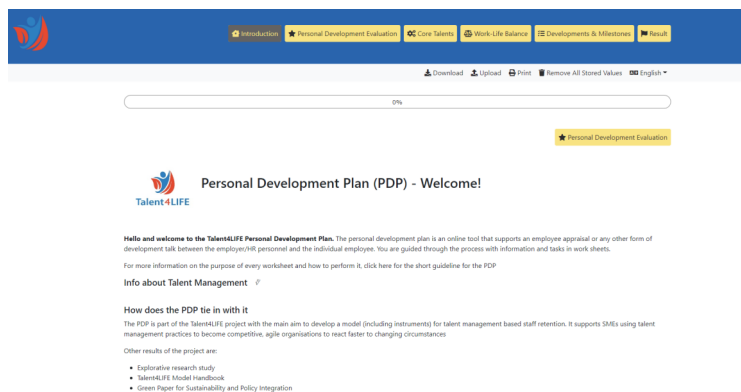 Introduction Personal Development Evaluation Core Talents Work-Life Balance Developments & Milestones Result
Download Upload Print Remove All Stored Values English
0%
Personal Development Evaluation
Talent4LIFE
Personal Development Plan (PDP) - Welcome!
Hello and welcome to the Talent4LIFE Personal Development Plan. The personal development plan is an online tool that supports an employee appraisal or any other form of
development talk between the employer/HR personnel and the individual employee. You are guided through the process with information and tasks in work sheets.
For more information on the purpose of every worksheet and how to perform it, click here for the short guideline for the PDP
Info about Talent Management
How does the PDP tie in with it
The PDP is part of the Talent4LIFE project with the main aim to develop a model (including instruments) for talent management based staff retention. It supports SMEs using talent
management practices to become competitive, agile organisations to react faster to changing circumstances
Other results of the project are:
• Explorative research study
• Talent4LIFE Model Handbook
• Green Paper for Sustainability and Policy Integration